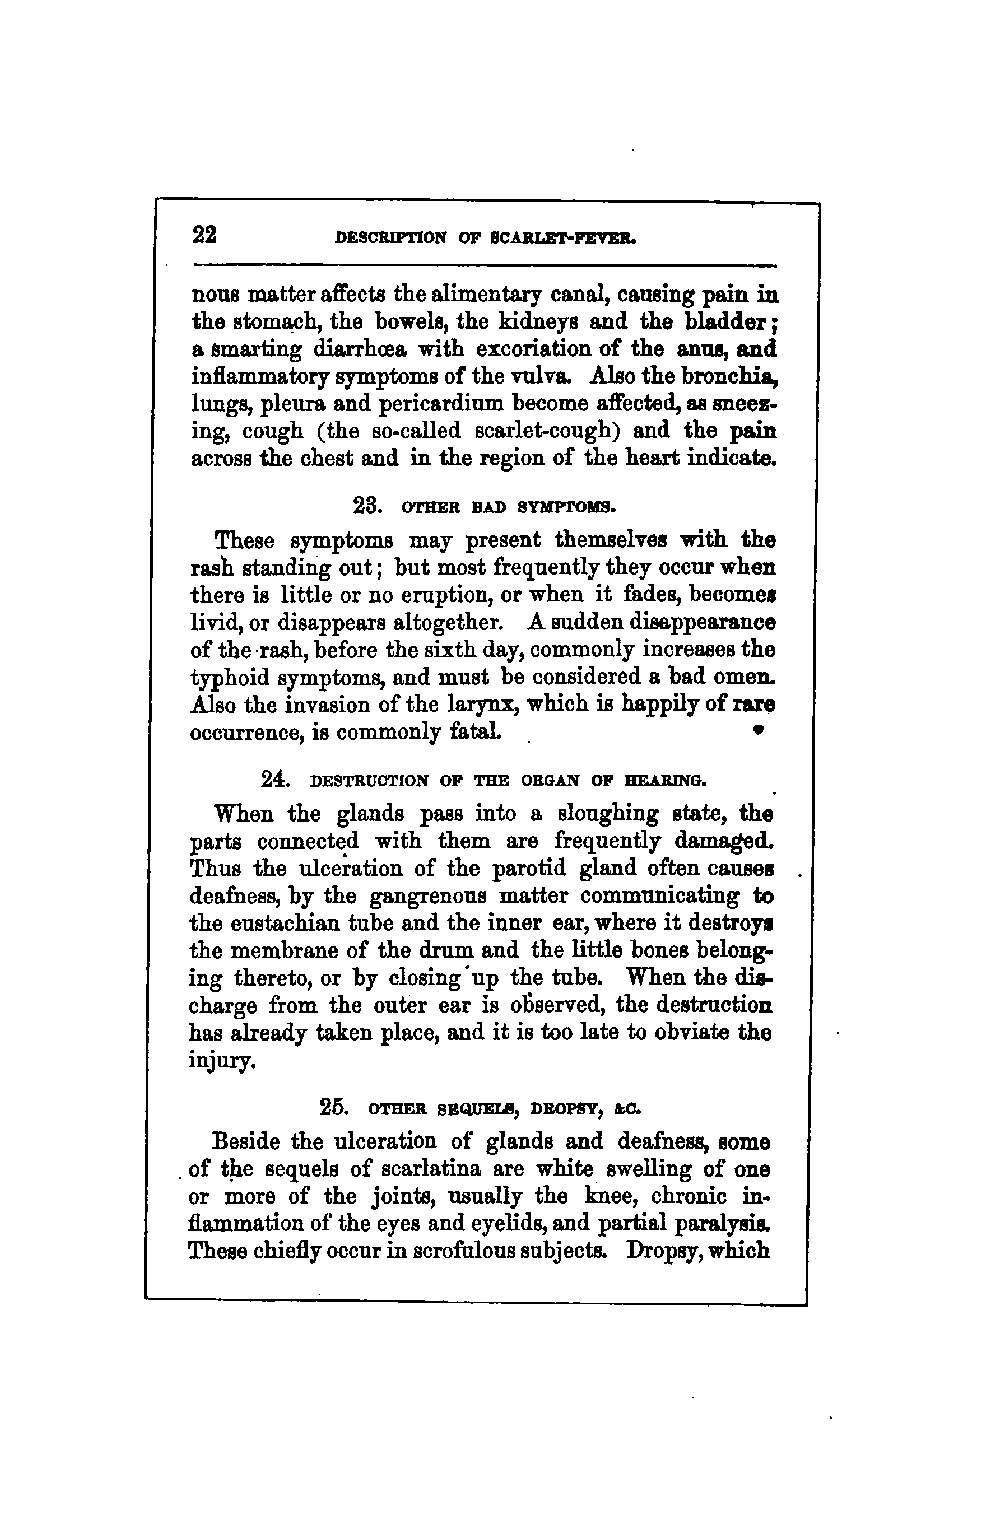 22 DESCRIPTION OF SCARLET-FEVER.
nous matter affects the alimentary canal, causing pain in
the stomach, the bowels, the kidneys and the bladder;
a smarting diarrhœa with excoriation of the anus, and
inflammatory symptoms of the vulva. Also the bronchia,
lungs, pleura and pericardium become affected, as sneez-
ing, cough (the so-called scarlet-cough) and the pain
across the chest and in the region of the heart indicate.
23. OTHER BAD SYMPTOMS.
These symptoms may present themselves with the
rash standing out; but most frequently they occur when
there is little or no eruption, or when it fades, becomes
livid, or disappears altogether. A sudden disappearance
of the rash, before the sixth day, commonly increases the
typhoid symptoms, and must be considered a bad omen.
Also the invasion of the larynx, which is happily of rare
occurrence, is commonly fatal.
24. DESTRUCTION OF THE ORGAN OF HEARING.
When the glands pass into a sloughing state, the
parts connected with them are frequently damaged.
Thus the ulceration of the parotid gland often causes
deafness, by the gangrenous matter communicating to
the eustachian tube and the inner ear, where it destroys
the membrane of the drum and the little bones belong-
ing thereto, or by closing up the tube. When the dis-
charge from the outer ear is observed, the destruction
has already taken place, and it is too late to obviate the
injury.
25. OTHER SEQUELS, DROPSY, &C.
Beside the ulceration of glands and deafness, some
of the sequels of scarlatina are white swelling of one
or more of the joints, usually the knee, chronic in-
flammation of the eyes and eyelids, and partial paralysis.
These chiefly occur in scrofulous subjects. Dropsy, which